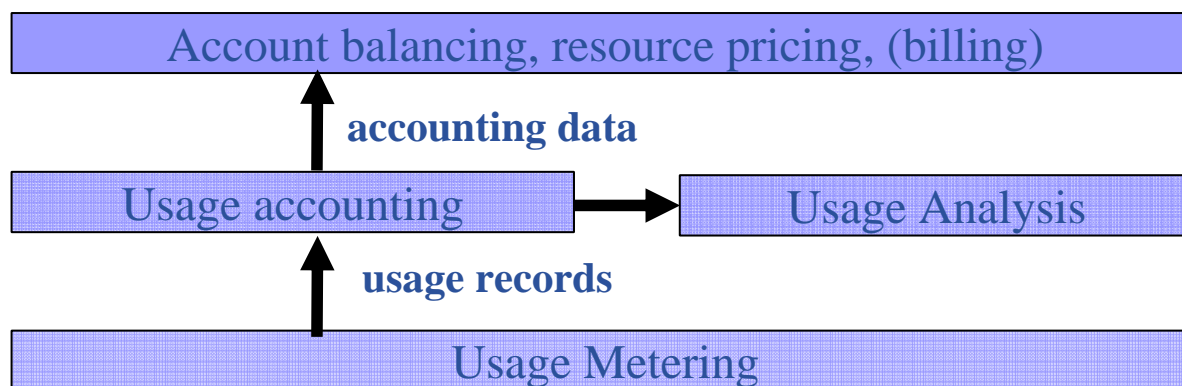 Account balancing, resource pricing, (billing)
accounting data
Usage accounting
Usage Analysis
usage records
Usage Metering